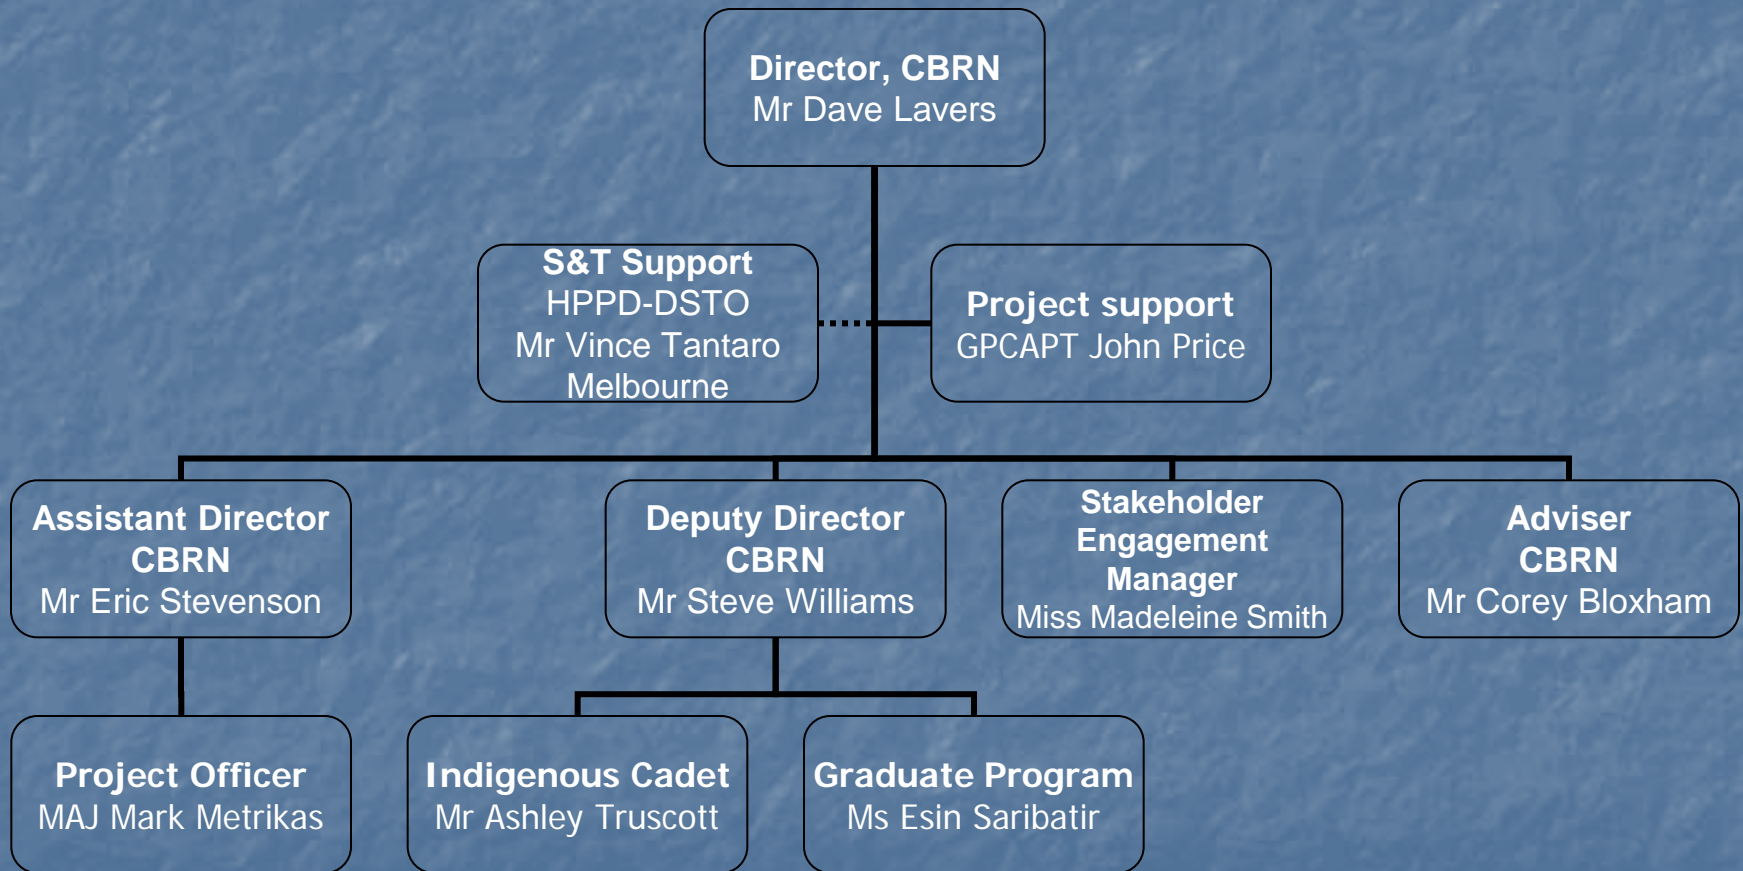 Director, CBRN
Mr Dave Lavers
S&T Support
HPPD-DSTO
Mr Vince Tantaro
Melbourne
Project support
GPCAPT John Price
Assistant Director
CBRN
Mr Eric Stevenson
Deputy Director
CBRN
Mr Steve Williams
Stakeholder
Engagement
Manager
Miss Madeleine Smith
Adviser
CBRN
Mr Corey Bloxham
Project Officer
MAJ Mark Metrikas
Indigenous Cadet
Mr Ashley Truscott
Graduate Program
Ms Esin Saribatir